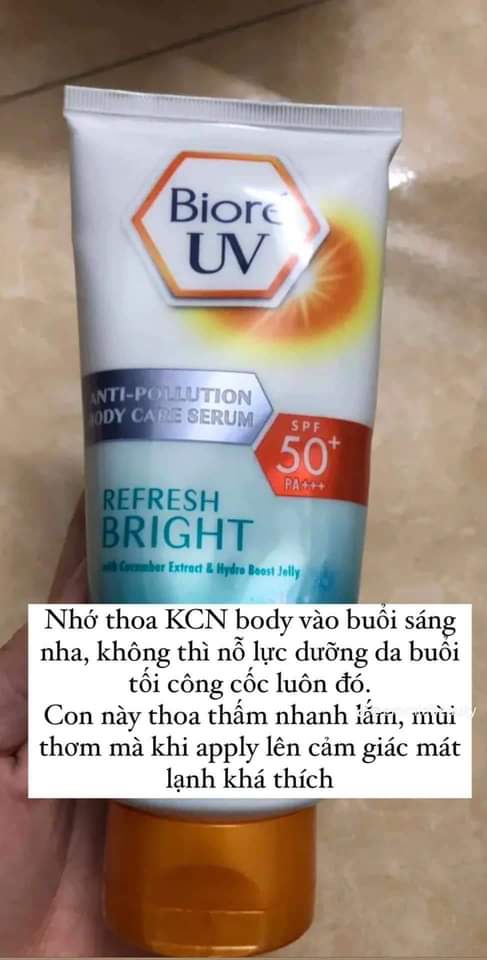 Bioré
UV
ANTI-POLLUTION
BODY CARE SERUM
SPF
50+
PA+++
REFRESH
BRIGHT
with Cucumber Extract & Hydro Boost Jelly
Nhớ thoa KCN body vào buổi sáng
nha, không thì nỗ lực dưỡng da buổi
tối công cốc luôn đó.
Con này thoa thấm nhanh lắm, mùi
thơm mà khi apply lên cảm giác mát
lạnh khá thích